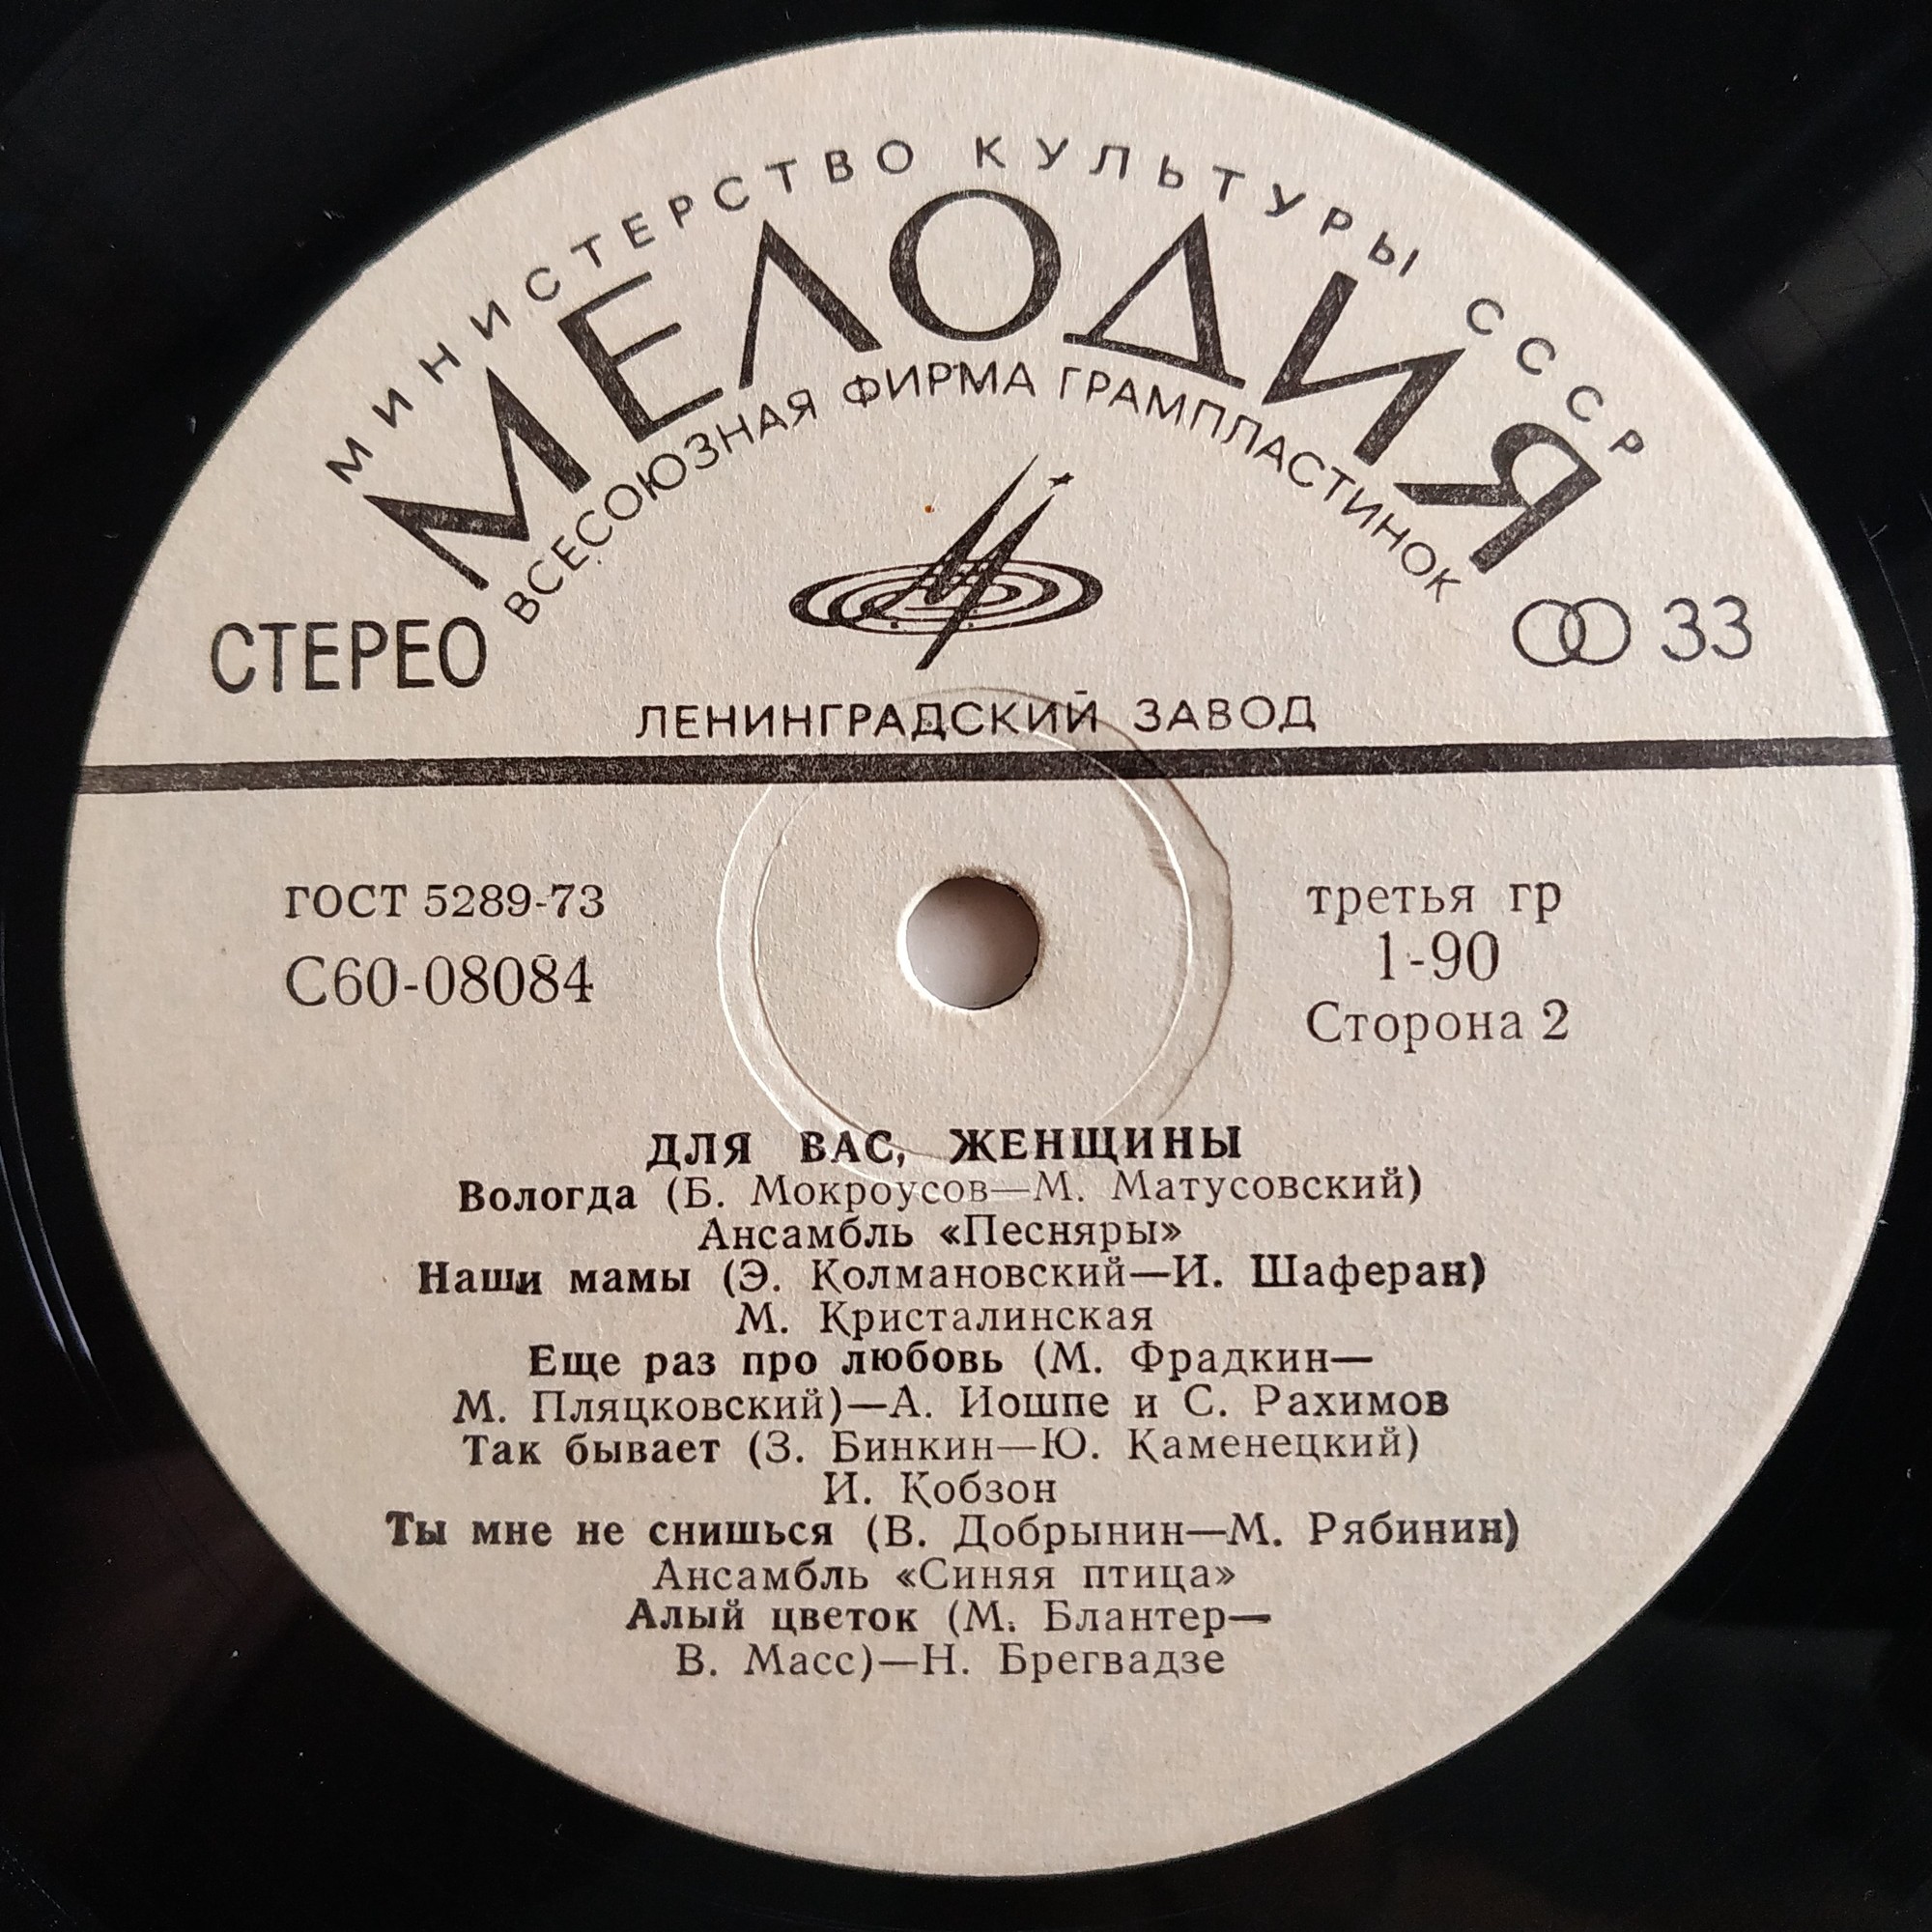 МИНИСТЕРСТВО КУЛЬТУРЫ СССР
МЕЛОДИЯ
ВСЕСОЮЗНАЯ ФИРМА ГРАМПЛАСТИНОК
СТЕРЕО
33
ЛЕНИНГРАДСКИЙ ЗАВОД
ГОСТ 5289-73
С60-08084
третья гр
1-90
Сторона 2
ДЛЯ ВАС, ЖЕНЩИНЫ
Вологда (Б. Мокроусов—М. Матусовский)
Ансамбль «Песняры»
Наши мамы (Э. Колмановский—И. Шаферан)
М. Кристалинская
Еще раз про любовь (М. Фрадкин—
М. Пляцковский)—А. Иошпе и С. Рахимов
Так бывает (З. Бинкин—Ю. Каменецкий)
И. Кобзон
Ты мне не снишься (В. Добрынин—М. Рябинин)
Ансамбль «Синяя птица»
Алый цветок (М. Блантер—
В. Масс)—Н. Брегвадзе